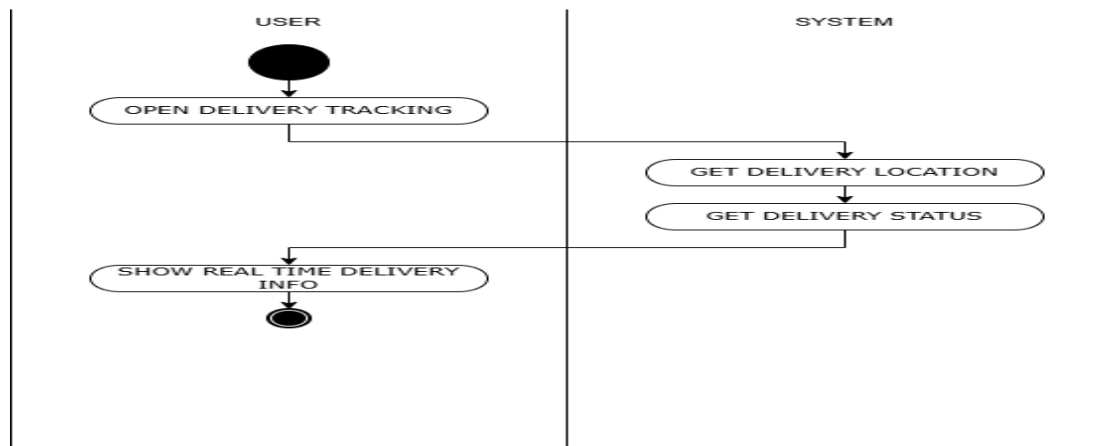 USER
SYSTEM
OPEN DELIVERY TRACKING
GET DELIVERY LOCATION
GET DELIVERY STATUS
SHOW REAL TIME DELIVERY
INFO